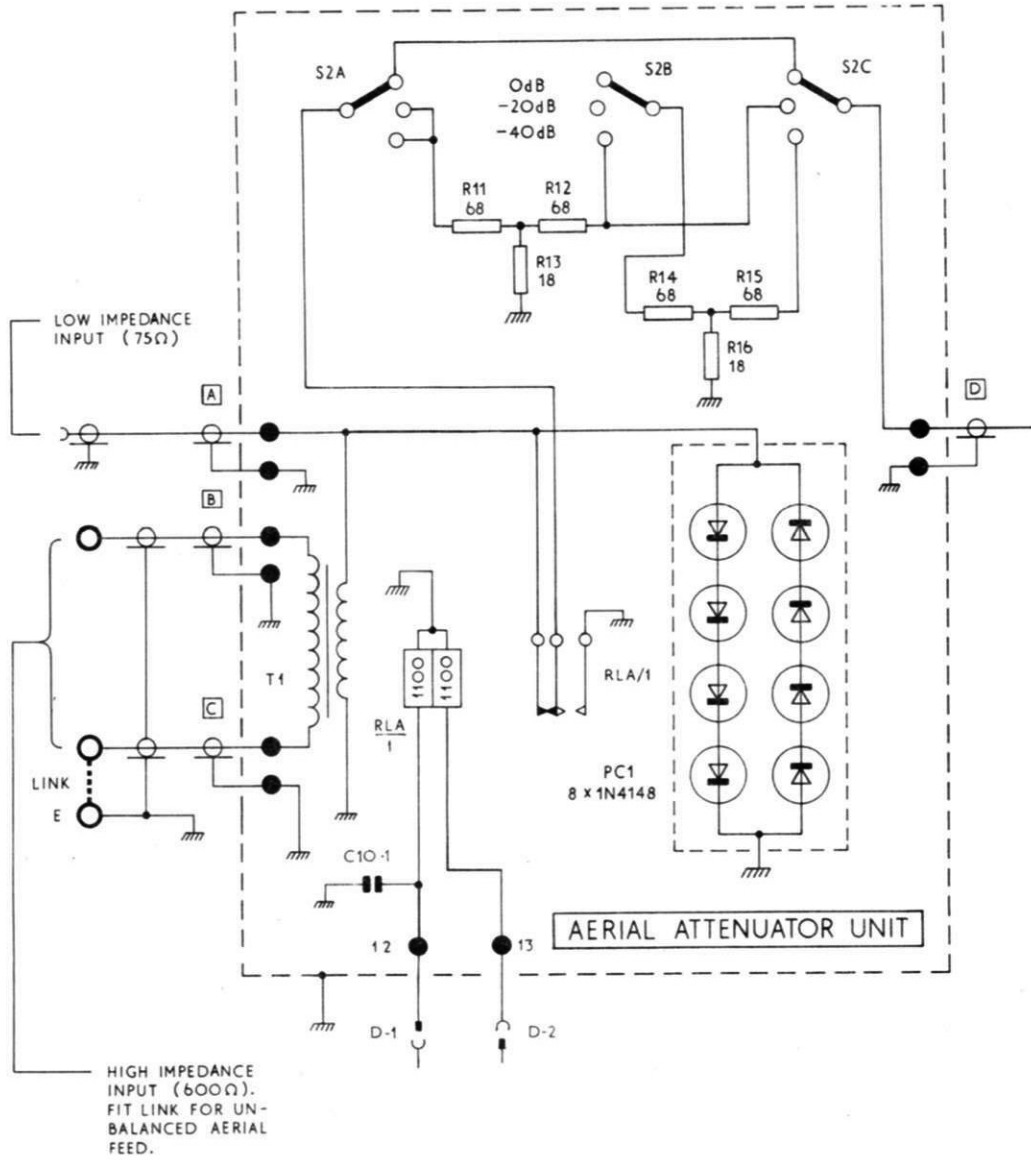 S2A
0dB
-20dB
-40dB
S2B
S2C
R11
68
R12
68
R13
18
R14
68
R15
68
R16
18
LOW IMPEDANCE
INPUT (75Ω)
A
D
B
T1
C
LINK
E
1100
1100
RLA
1
RLA/1
PC1
8 x 1N4148
C10·1
AERIAL ATTENUATOR UNIT
12
13
D-1
D-2
HIGH IMPEDANCE
INPUT (600Ω).
FIT LINK FOR UN-
BALANCED AERIAL
FEED.